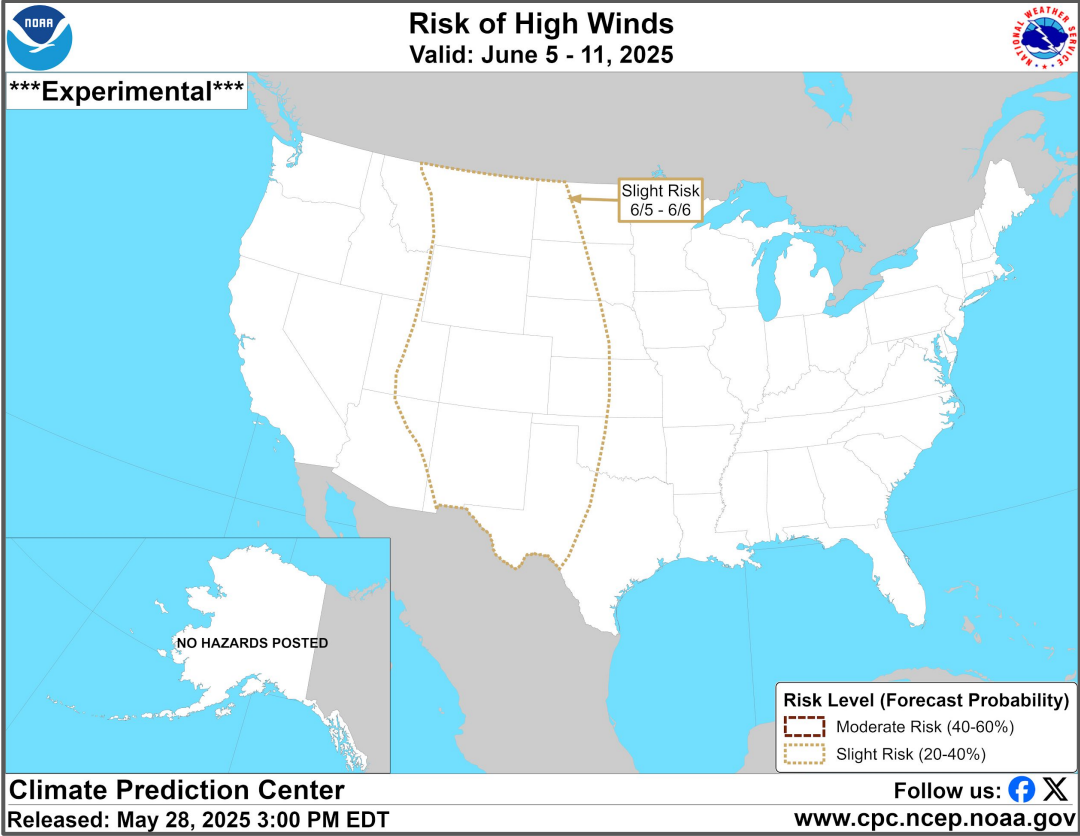 NOAA
Risk of High Winds
Valid: June 5 - 11, 2025
NATIONAL WEATHER SERVICE
***Experimental***
Slight Risk
6/5 - 6/6
NO HAZARDS POSTED
Risk Level (Forecast Probability)
Moderate Risk (40-60%)
Slight Risk (20-40%)
Climate Prediction Center
Follow us:
Released: May 28, 2025 3:00 PM EDT
www.cpc.ncep.noaa.gov